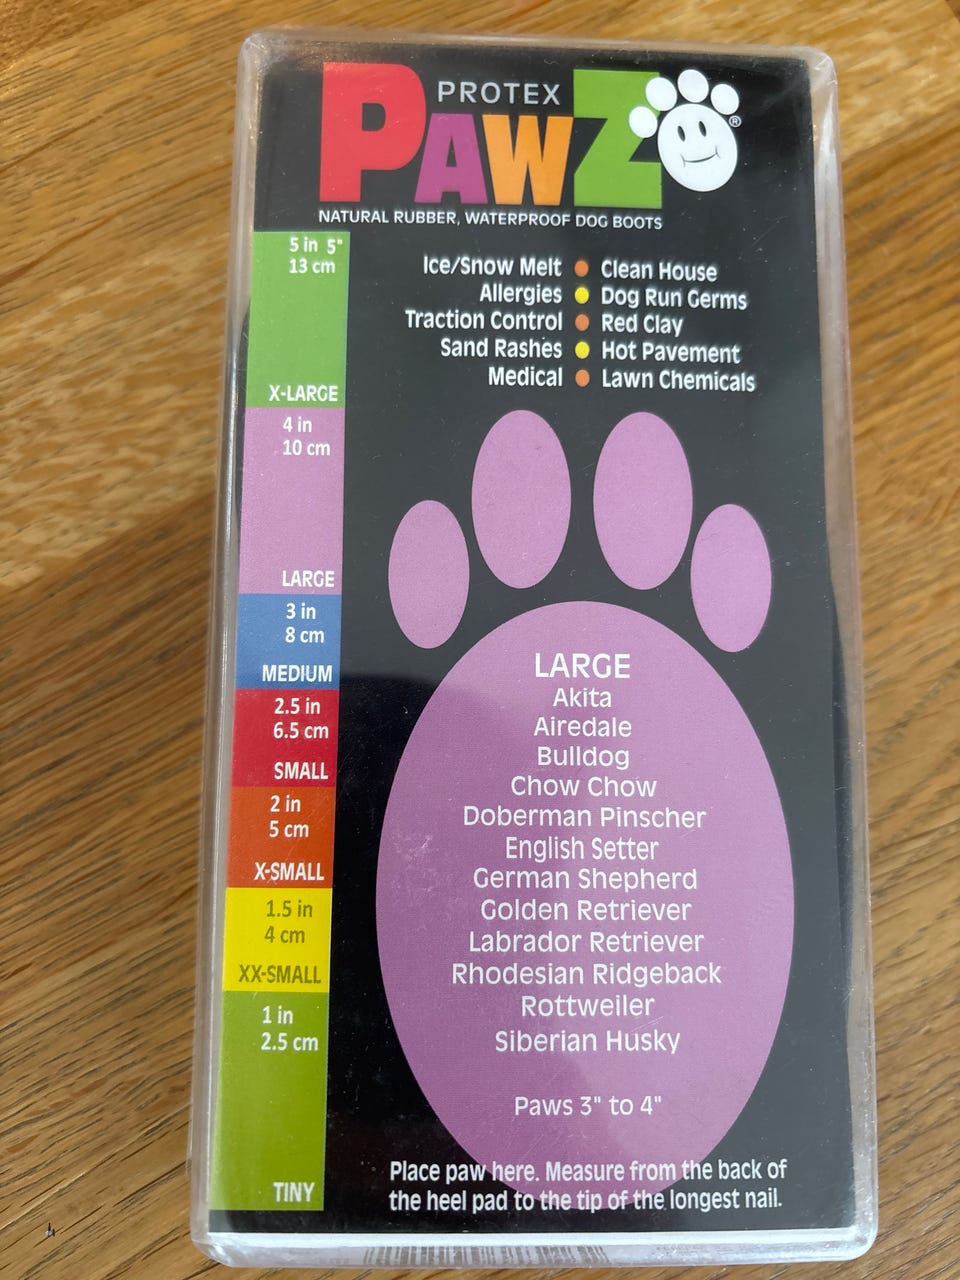 PROTEX
PAWZ®
NATURAL RUBBER, WATERPROOF DOG BOOTS
5 in 5"
13 cm
X-LARGE
4 in
10 cm
LARGE
3 in
8 cm
MEDIUM
2.5 in
6.5 cm
SMALL
2 in
5 cm
X-SMALL
1.5 in
4 cm
XX-SMALL
1 in
2.5 cm
TINY
Ice/Snow Melt • Clean House
Allergies • Dog Run Germs
Traction Control • Red Clay
Sand Rashes • Hot Pavement
Medical • Lawn Chemicals
LARGE
Akita
Airedale
Bulldog
Chow Chow
Doberman Pinscher
English Setter
German Shepherd
Golden Retriever
Labrador Retriever
Rhodesian Ridgeback
Rottweiler
Siberian Husky
Paws 3" to 4"
Place paw here. Measure from the back of
the heel pad to the tip of the longest nail.